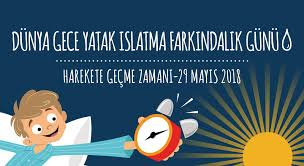 DÜNYA GECE YATAK ISLATMA FARKINDALIK GÜNÜ
HAREKETE GEÇME ZAMANI-29 MAYIS 2018